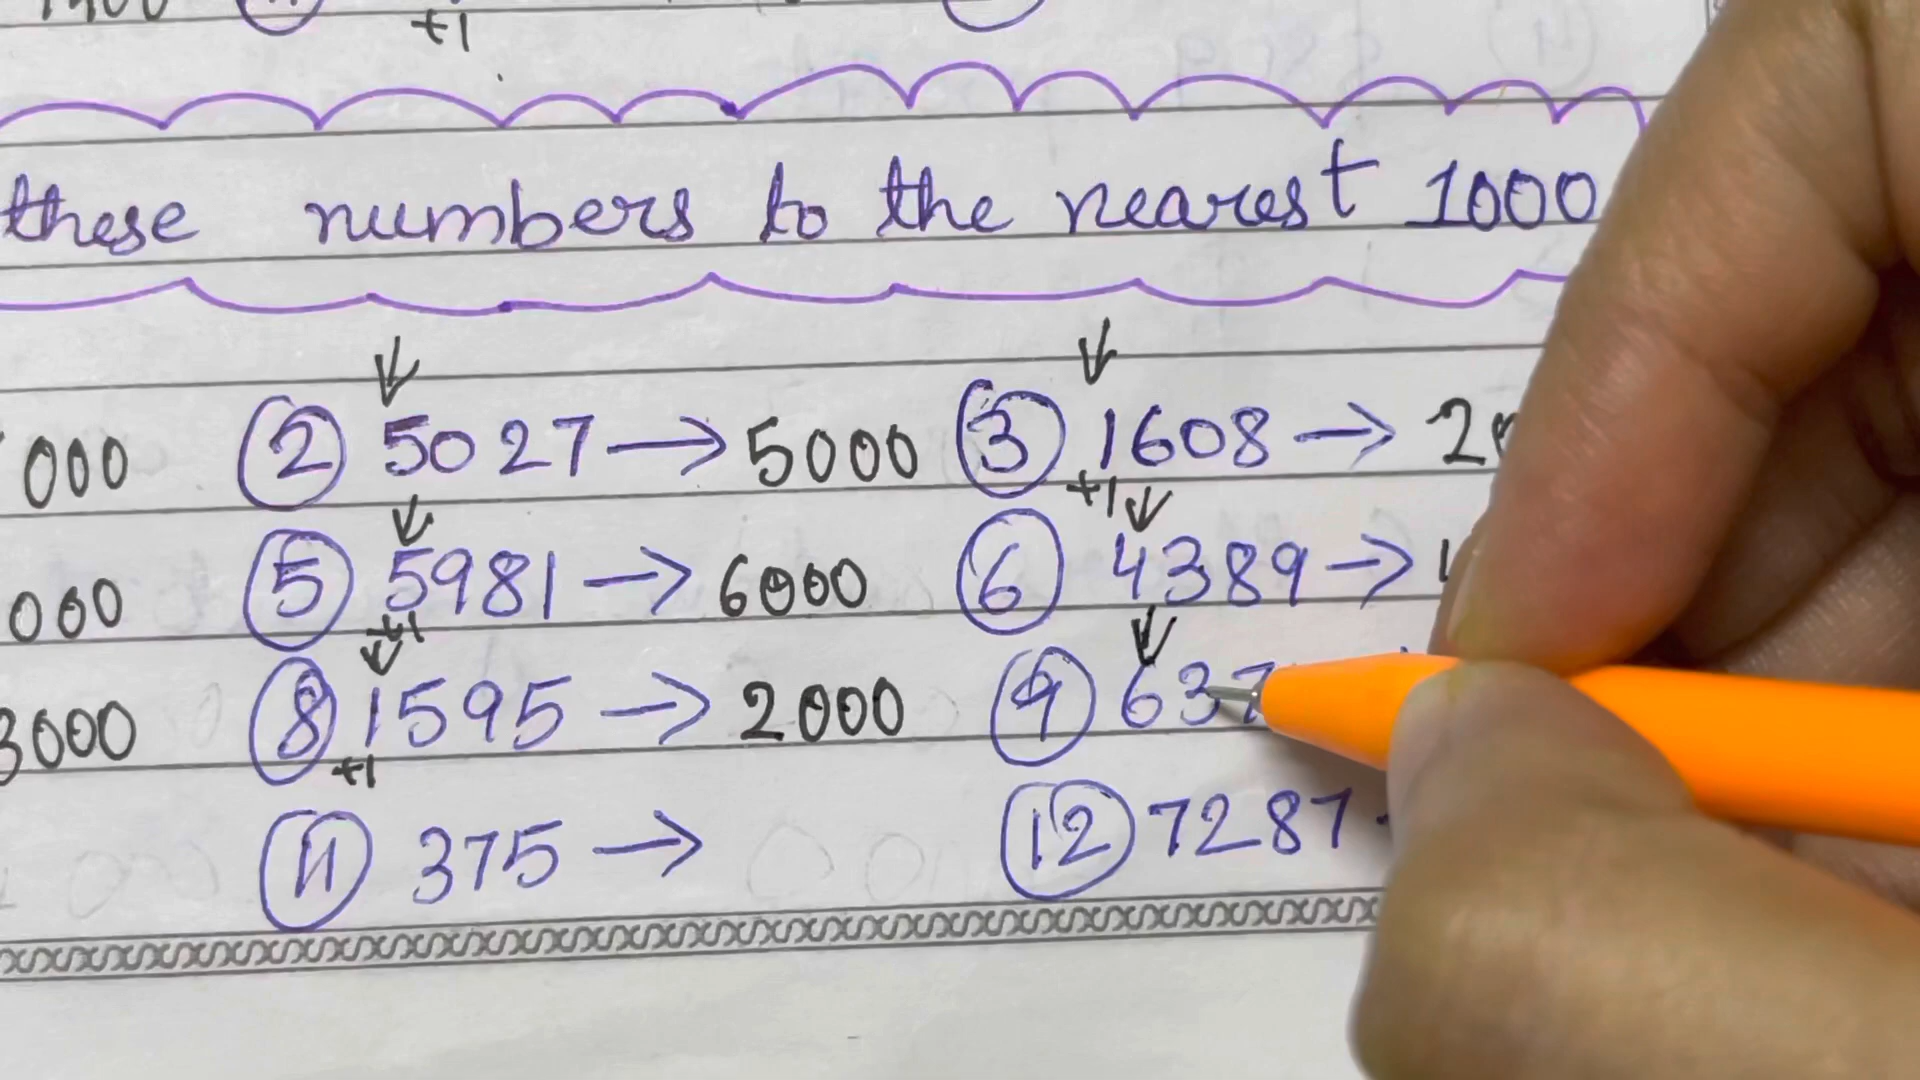 +1
these numbers to the nearest 1000
000 ② 5027 → 5000 ③ 1608 → 2
+1
000 ⑤ 5981 → 6000 ⑥ 4389 →
+1
3000 ⑧ 1595 → 2000 ⑨ 637
+1
⑪ 375 → ⑫ 7287